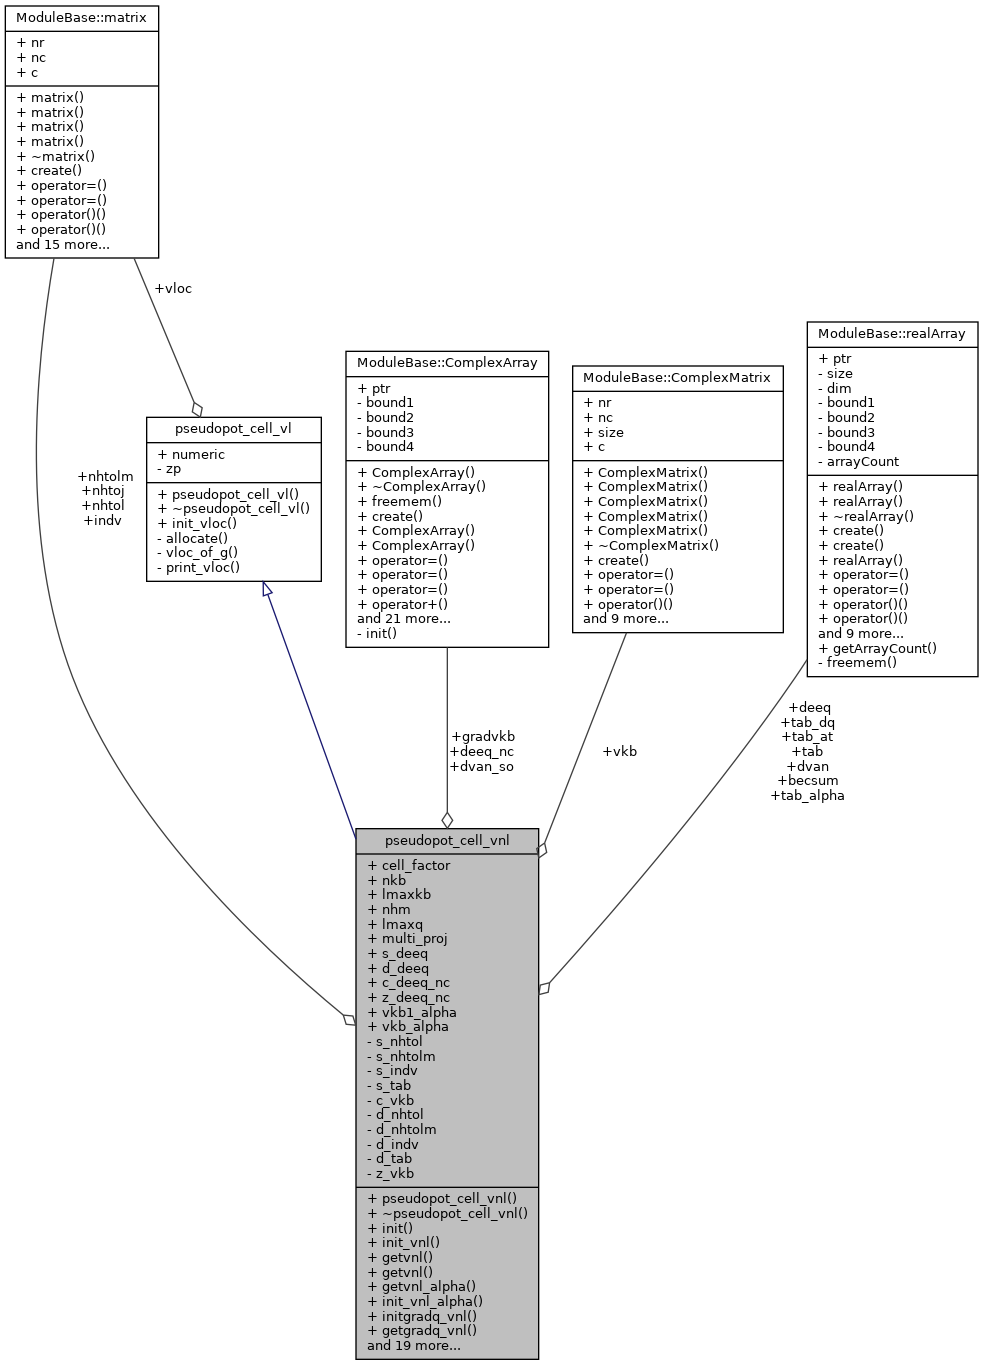 ModuleBase::matrix
+ nr
+ nc
+ c
+ matrix()
+ matrix()
+ matrix()
+ matrix()
+ ~matrix()
+ create()
+ operator=()
+ operator=()
+ operator()()
+ operator()()
and 15 more...
+vloc
+nhtolm
+nhtoj
+nhtol
+indv
pseudopot_cell_vl
+ numeric
- zp
+ pseudopot_cell_vl()
+ ~pseudopot_cell_vl()
+ init_vloc()
- allocate()
- vloc_of_g()
- print_vloc()
ModuleBase::ComplexArray
+ ptr
- bound1
- bound2
- bound3
- bound4
+ ComplexArray()
+ ~ComplexArray()
+ freemem()
+ create()
+ ComplexArray()
+ ComplexArray()
+ operator=()
+ operator=()
+ operator=()
+ operator+()
and 21 more...
- init()
ModuleBase::ComplexMatrix
+ nr
+ nc
+ size
+ c
+ ComplexMatrix()
+ ComplexMatrix()
+ ComplexMatrix()
+ ComplexMatrix()
+ ComplexMatrix()
+ ~ComplexMatrix()
+ create()
+ operator=()
+ operator=()
+ operator()()
and 9 more...
ModuleBase::realArray
+ ptr
- size
- dim
- bound1
- bound2
- bound3
- bound4
- arrayCount
+ realArray()
+ realArray()
+ ~realArray()
+ create()
+ create()
+ realArray()
+ operator=()
+ operator=()
+ operator()()
+ operator()()
and 9 more...
+ getArrayCount()
- freemem()
+gradvkb
+deeq_nc
+dvan_so
+vkb
+deeq
+tab_dq
+tab_at
+tab
+dvan
+becsum
+tab_alpha
pseudopot_cell_vnl
+ cell_factor
+ nkb
+ lmaxkb
+ nhm
+ lmaxq
+ multi_proj
+ s_deeq
+ d_deeq
+ c_deeq_nc
+ z_deeq_nc
+ vkb1_alpha
+ vkb_alpha
- s_nhtol
- s_nhtolm
- s_indv
- s_tab
- c_vkb
- d_nhtol
- d_nhtolm
- d_indv
- d_tab
- z_vkb
+ pseudopot_cell_vnl()
+ ~pseudopot_cell_vnl()
+ init()
+ init_vnl()
+ getvnl()
+ getvnl()
+ getvnl_alpha()
+ init_vnl_alpha()
+ initgradq_vnl()
+ getgradq_vnl()
and 19 more...